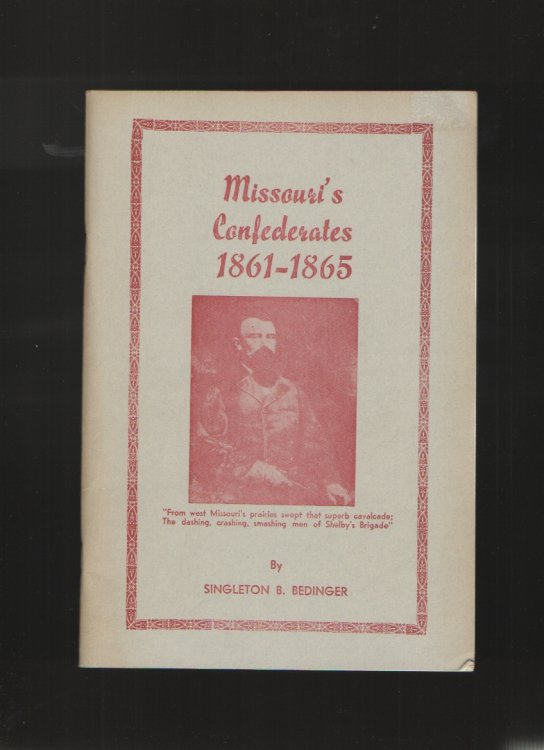 Missouri's
Confederates
1861-1865
"From west Missouri's prairies swept that superb cavalcade;
The dashing, crashing, smashing men of Shelby's Brigade"
By
SINGLETON B. BEDINGER